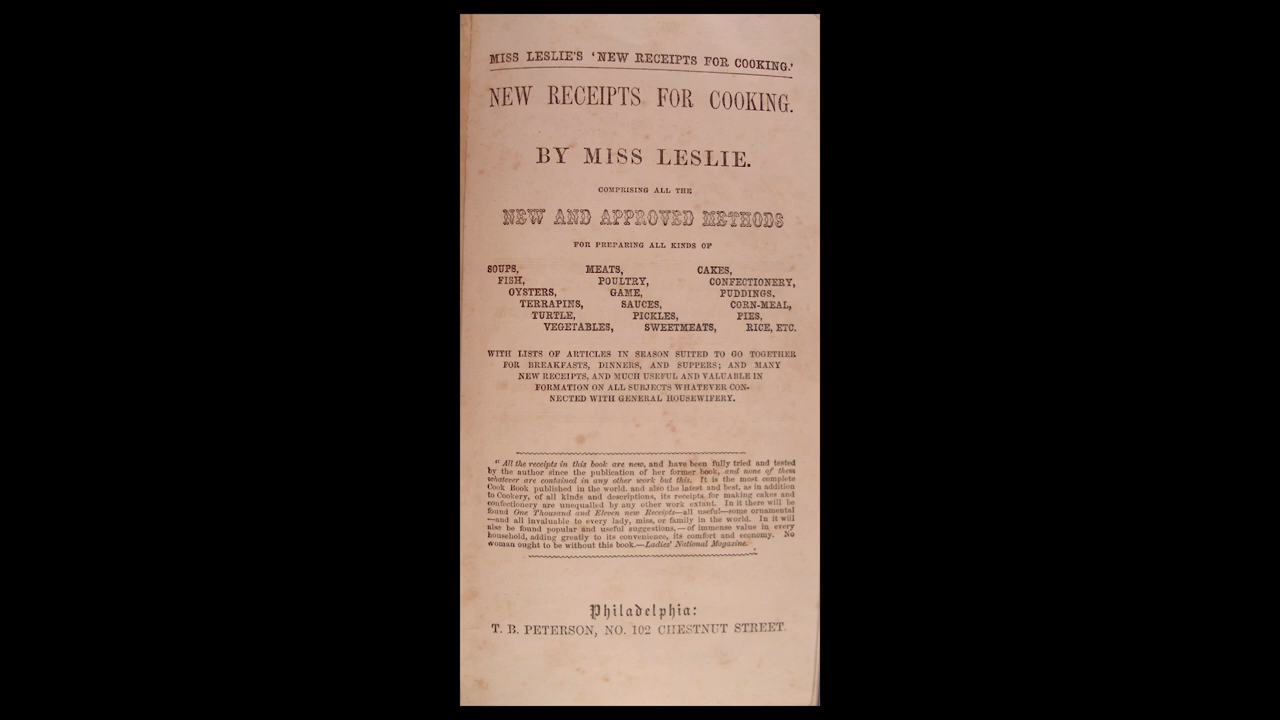 MISS LESLIE'S ‘NEW RECEIPTS FOR COOKING.’
NEW RECEIPTS FOR COOKING.
BY MISS LESLIE.
COMPRISING ALL THE
NEW AND APPROVED METHODS
FOR PREPARING ALL KINDS OF
SOUPS, MEATS, CAKES,
FISH, POULTRY, CONFECTIONERY,
OYSTERS, GAME, PUDDINGS,
TERRAPINS, SAUCES, CORN-MEAL,
TURTLE, PICKLES, PIES,
VEGETABLES, SWEETMEATS, RICE, ETC.
WITH LISTS OF ARTICLES IN SEASON SUITED TO GO TOGETHER
FOR BREAKFASTS, DINNERS, AND SUPPERS; AND MANY
NEW RECEIPTS, AND MUCH USEFUL AND VALUABLE IN
FORMATION ON ALL SUBJECTS WHATEVER CON-
NECTED WITH GENERAL HOUSEWIFERY.
“All the receipts in this book are new, and have been fully tried and tested
by the author since the publication of her former book, and none of them
whatever are contained in any other work but this. It is the most complete
Cook Book published in the world, and also the latest and best, as in addition
to Cookery, of all kinds and descriptions, its receipts for making cakes and
confectionery are unequalled by any other work extant. In it there will be
found One Thousand and Eleven new Receipts—all useful—some ornamental
—and all invaluable to every lady, miss, or family in the world. In it will
also be found popular and useful suggestions,—of immense value in every
household, adding greatly to its convenience, its comfort and economy. No
woman ought to be without this book.—Ladies' National Magazine.
Philadelphia:
T. B. PETERSON, NO. 102 CHESTNUT STREET.